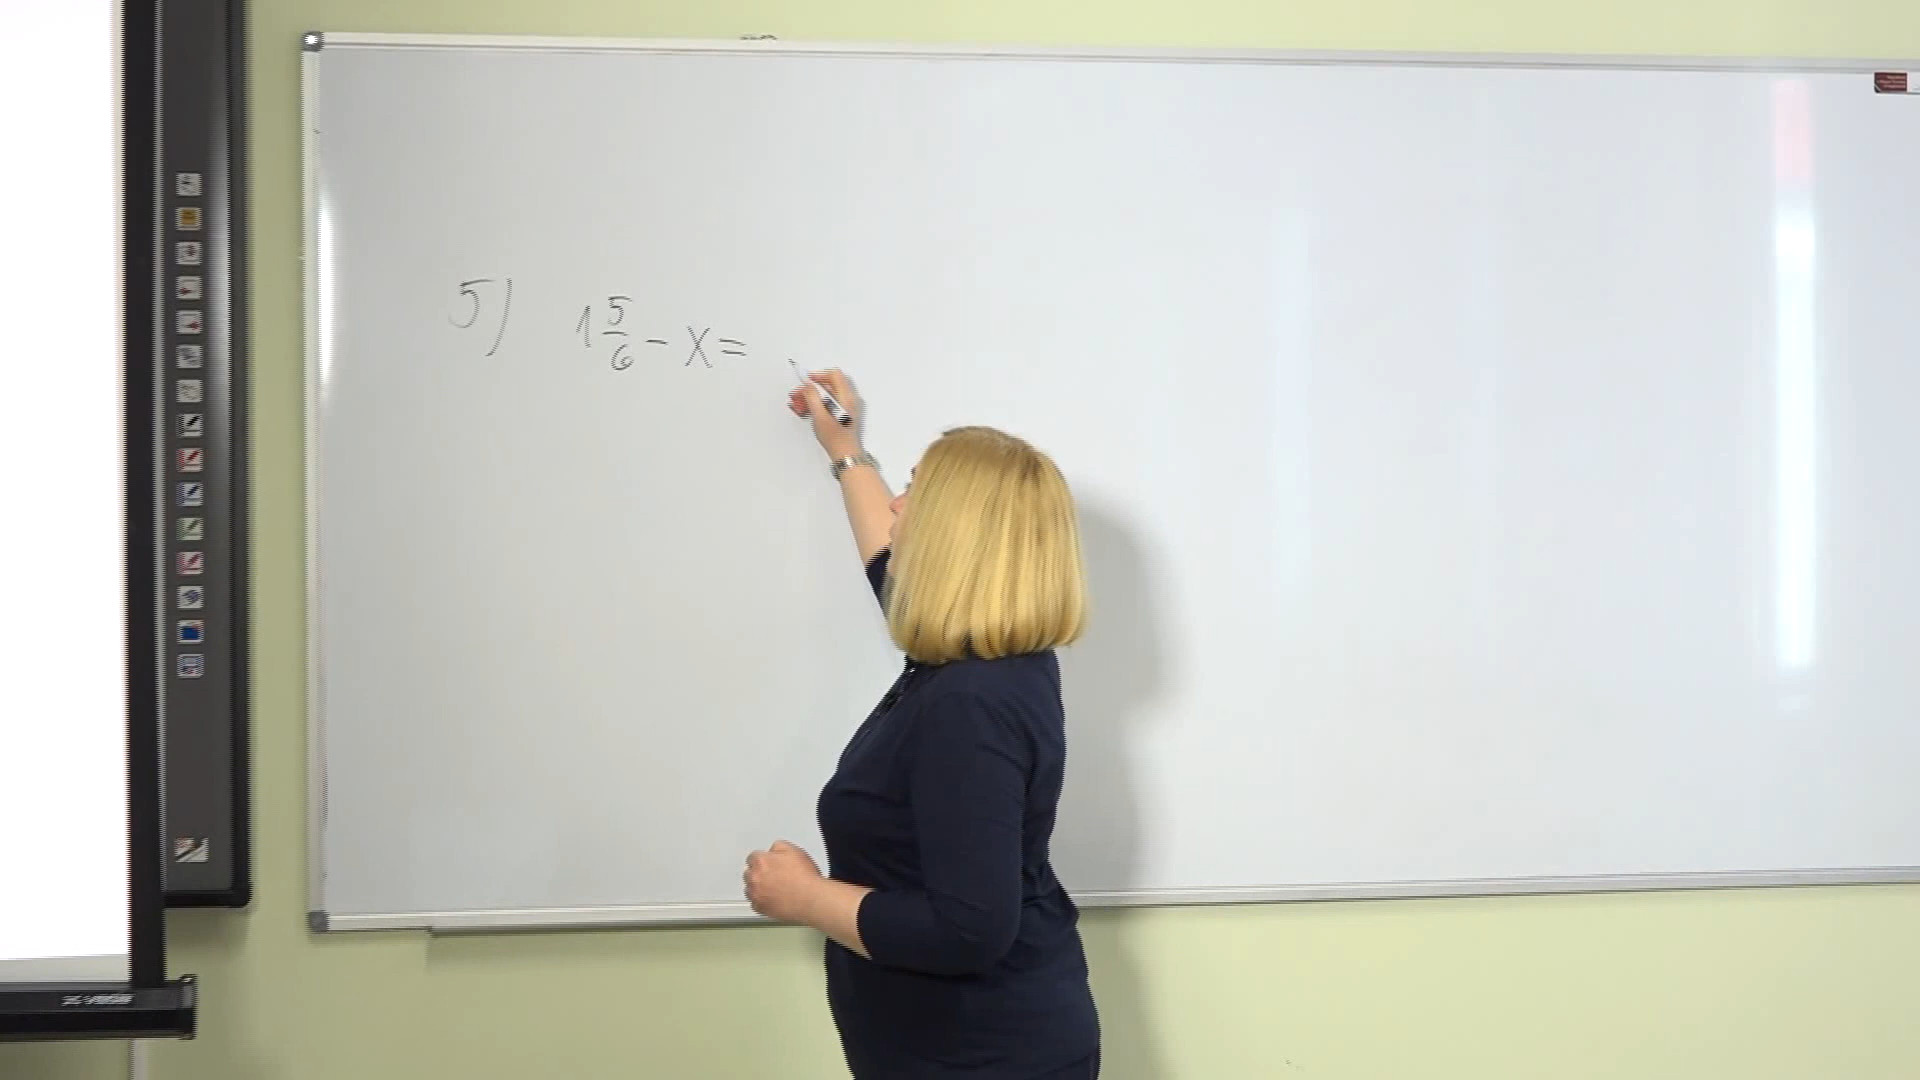 5) 1 5/6 - x =